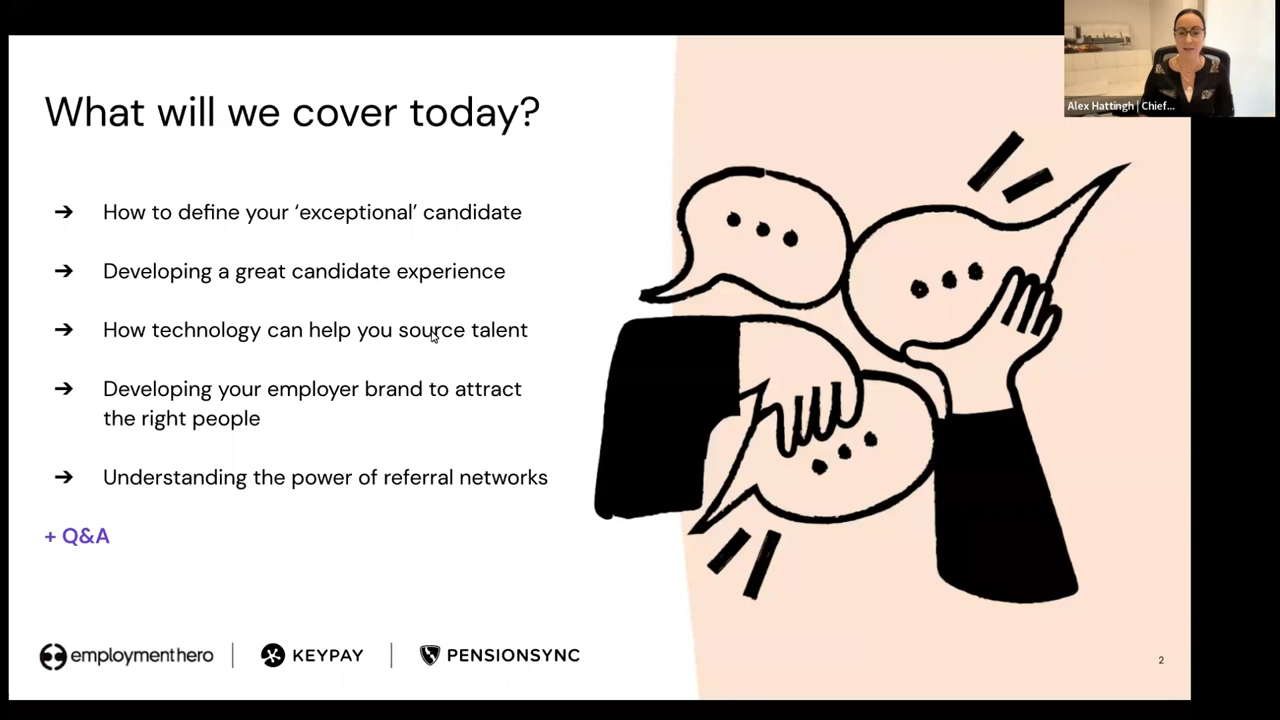 Alex Hattingh | Chief...
What will we cover today?
➔ How to define your ‘exceptional’ candidate
➔ Developing a great candidate experience
➔ How technology can help you source talent
➔ Developing your employer brand to attract
the right people
➔ Understanding the power of referral networks
+ Q&A
employmenthero | KEYPAY | PENSIONSYNC
2